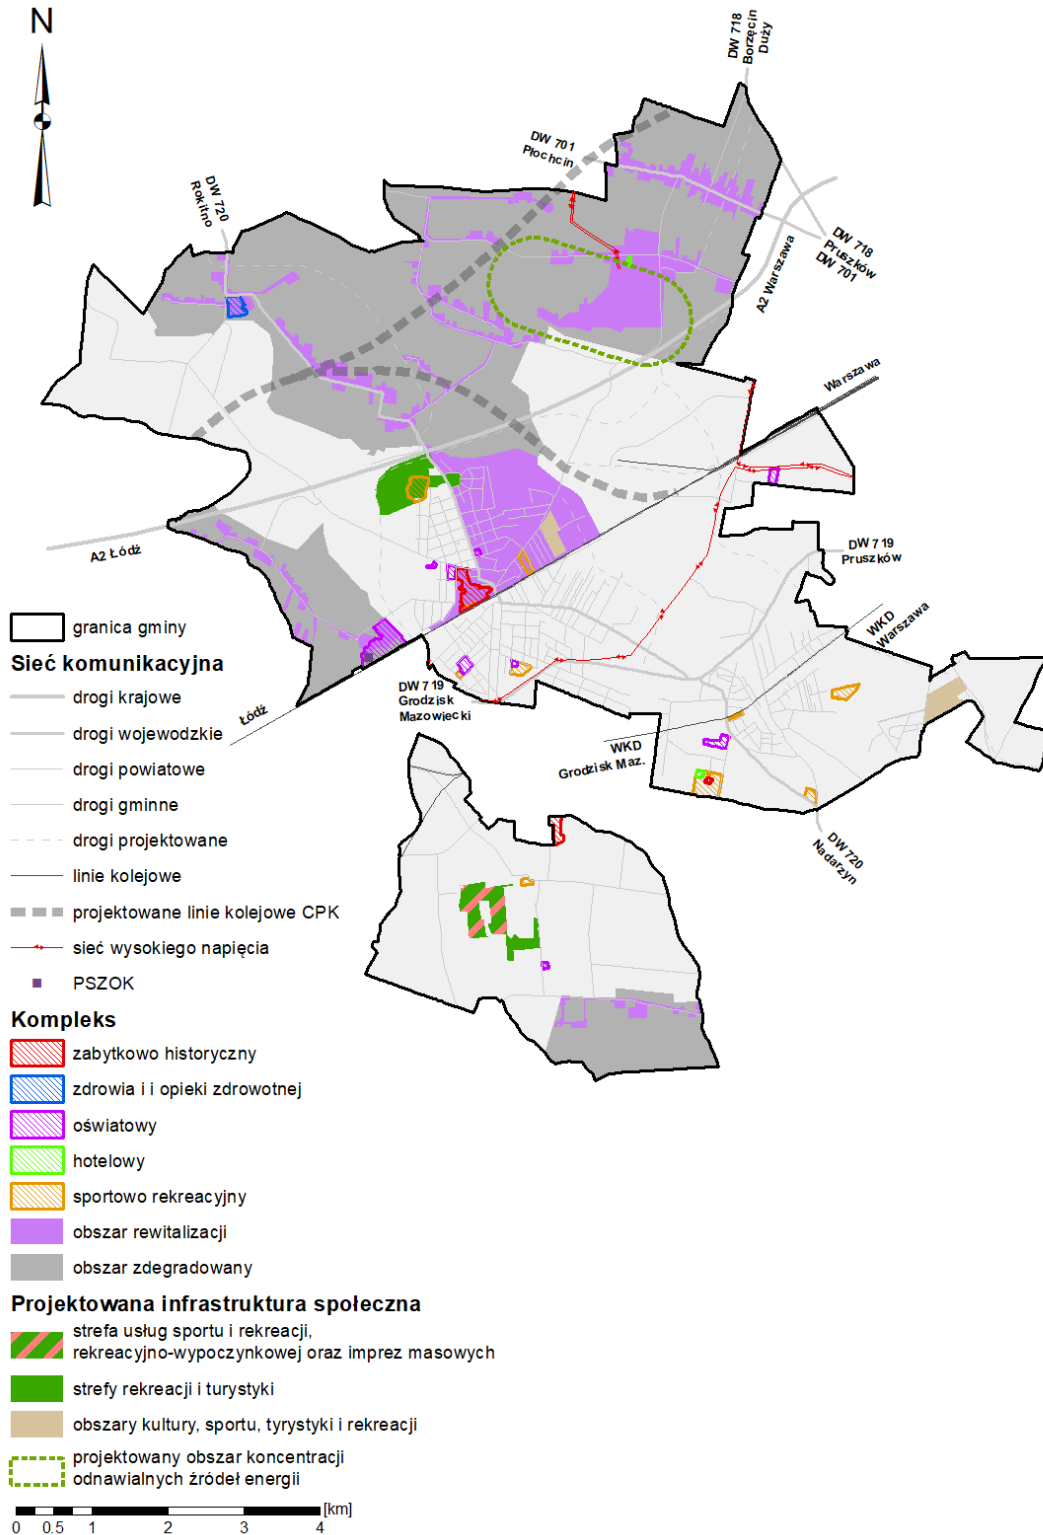 N
DW 718
Borzęcin
Duży
DW 701
Płochcin
DW 720
Rokitno
DW 718
Pruszków
DW 701
A2 Warszawa
Warszawa
A2 Łódź
DW 719
Pruszków
WKD
Warszawa
DW 719
Grodzisk
Mazowiecki
Łódź
WKD
Grodzisk Maz.
DW 720
Nadarzyn
granica gminy
Sieć komunikacyjna
drogi krajowe
drogi wojewodzkie
drogi powiatowe
drogi gminne
drogi projektowane
linie kolejowe
projektowane linie kolejowe CPK
sieć wysokiego napięcia
PSZOK
Kompleks
zabytkowo historyczny
zdrowia i i opieki zdrowotnej
oświatowy
hotelowy
sportowo rekreacyjny
obszar rewitalizacji
obszar zdegradowany
Projektowana infrastruktura społeczna
strefa usług sportu i rekreacji,
rekreacyjno-wypoczynkowej oraz imprez masowych
strefy rekreacji i turystyki
obszary kultury, sportu, tyrystyki i rekreacji
projektowany obszar koncentracji
odnawialnych źródeł energii
[km]
0 0.5 1 2 3 4